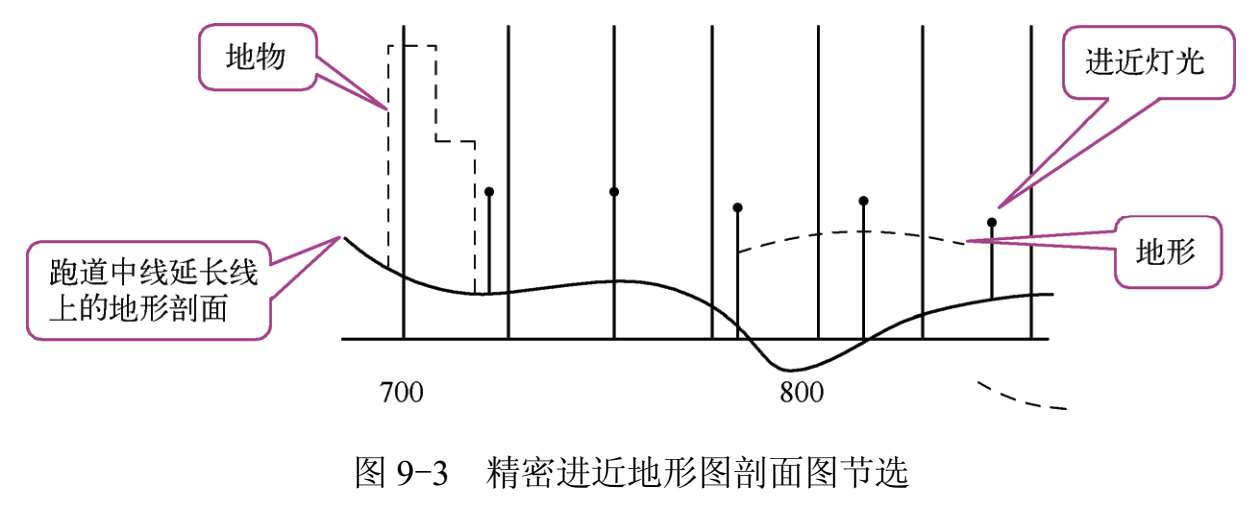 地物
进近灯光
跑道中线延长线
上的地形剖面
地形
700
800
图 9-3 精密进近地形图剖面图节选